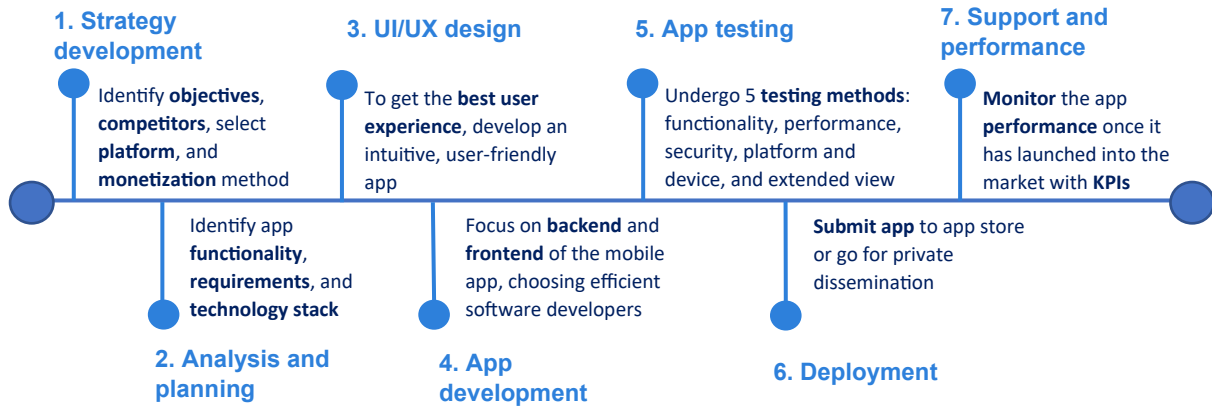 1. Strategy
development
Identify objectives,
competitors, select
platform, and
monetization method
2. Analysis and
planning
Identify app
functionality,
requirements, and
technology stack
3. UI/UX design
To get the best user
experience, develop an
intuitive, user-friendly
app
4. App
development
Focus on backend and
frontend of the mobile
app, choosing efficient
software developers
5. App testing
Undergo 5 testing methods:
functionality, performance,
security, platform and
device, and extended view
6. Deployment
Submit app to app store
or go for private
dissemination
7. Support and
performance
Monitor the app
performance once it
has launched into the
market with KPIs